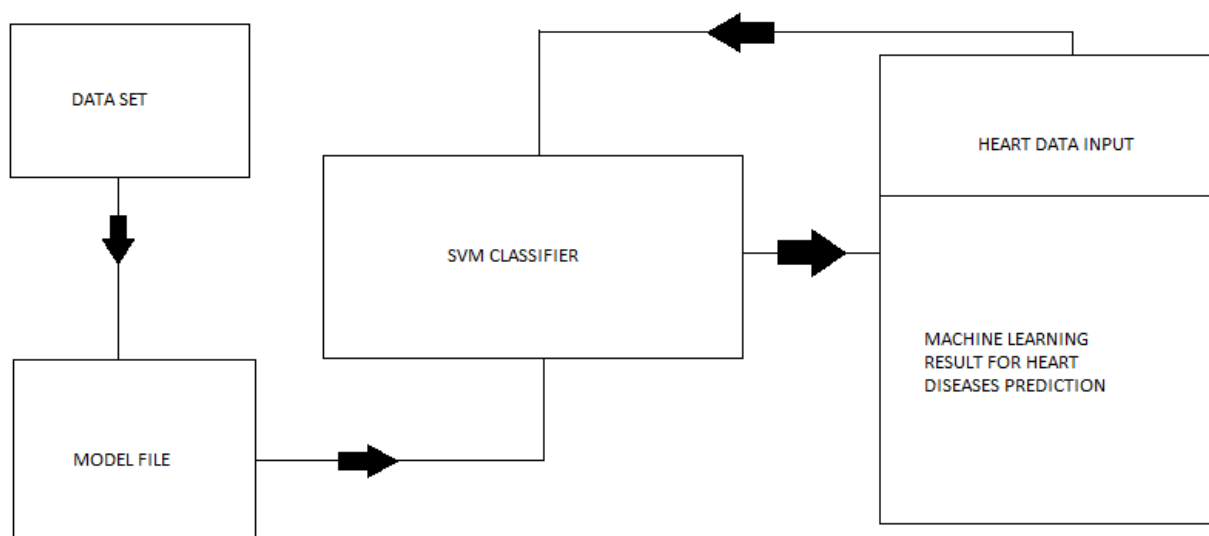 DATA SET
HEART DATA INPUT
SVM CLASSIFIER
MACHINE LEARNING
RESULT FOR HEART
DISEASES PREDICTION
MODEL FILE